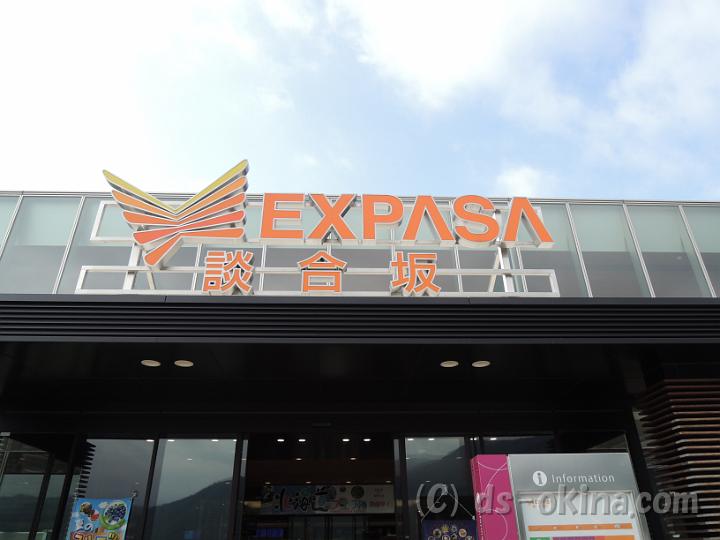 EXPASA
談合坂
i Information
(C) ds-okina.com